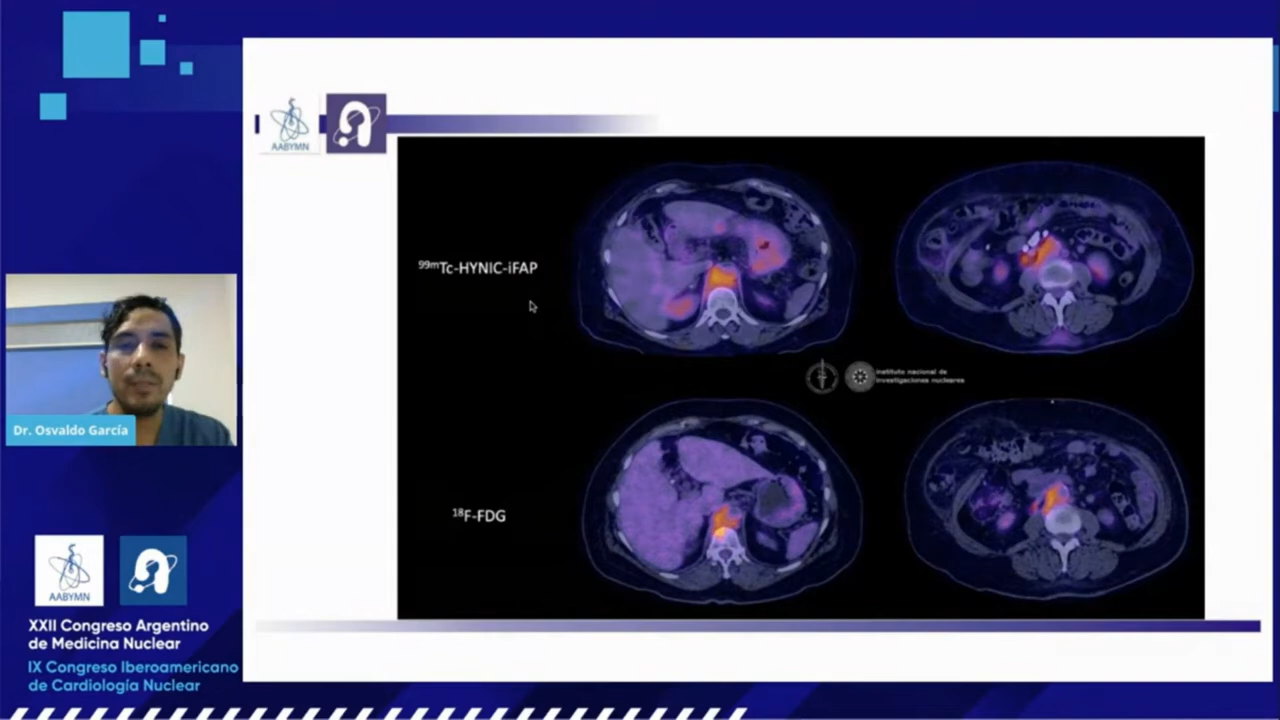 AABYMN
99mTc-HYNIC-iFAP
instituto nacional de
investigaciones nucleares
18F-FDG
Dr. Osvaldo García
AABYMN
XXII Congreso Argentino
de Medicina Nuclear
IX Congreso Iberoamericano
de Cardiología Nuclear